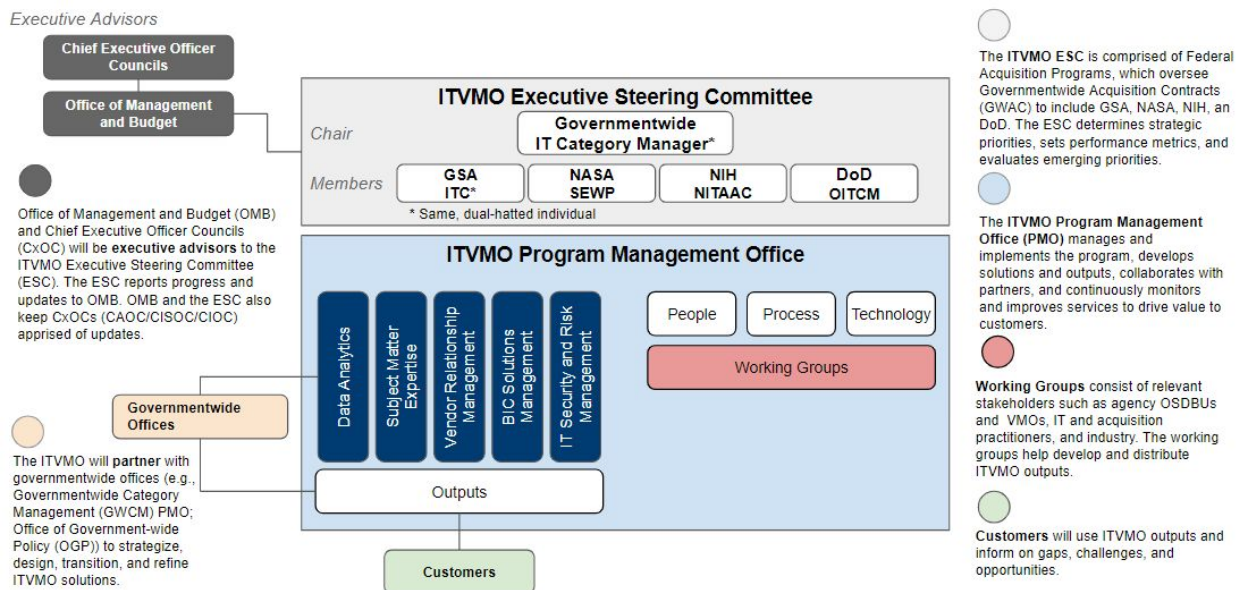 Executive Advisors
Chief Executive Officer
Councils
Office of Management
and Budget
Office of Management and Budget (OMB)
and Chief Executive Officer Councils
(CxOC) will be executive advisors to the
ITVMO Executive Steering Committee
(ESC). The ESC reports progress and
updates to OMB. OMB and the ESC also
keep CxOCs (CAOC/CISOC/CIOC)
apprised of updates.
Governmentwide
Offices
The ITVMO will partner with
governmentwide offices (e.g.,
Governmentwide Category
Management (GWCM) PMO;
Office of Government-wide
Policy (OGP)) to strategize,
design, transition, and refine
ITVMO solutions.
ITVMO Executive Steering Committee
Chair
Governmentwide
IT Category Manager*
Members
GSA
ITC*
NASA
SEWP
NIH
NITAAC
DoD
OITCM
* Same, dual-hatted individual
ITVMO Program Management Office
Data Analytics
Subject Matter
Expertise
Vendor Relationship
Management
BIC Solutions
Management
IT Security and Risk
Management
People
Process
Technology
Working Groups
Outputs
Customers
The ITVMO ESC is comprised of Federal
Acquisition Programs, which oversee
Governmentwide Acquisition Contracts
(GWAC) to include GSA, NASA, NIH, an
DoD. The ESC determines strategic
priorities, sets performance metrics, and
evaluates emerging priorities.
The ITVMO Program Management
Office (PMO) manages and
implements the program, develops
solutions and outputs, collaborates with
partners, and continuously monitors
and improves services to drive value to
customers.
Working Groups consist of relevant
stakeholders such as agency OSDBUs
and VMOs, IT and acquisition
practitioners, and industry. The working
groups help develop and distribute
ITVMO outputs.
Customers will use ITVMO outputs and
inform on gaps, challenges, and
opportunities.